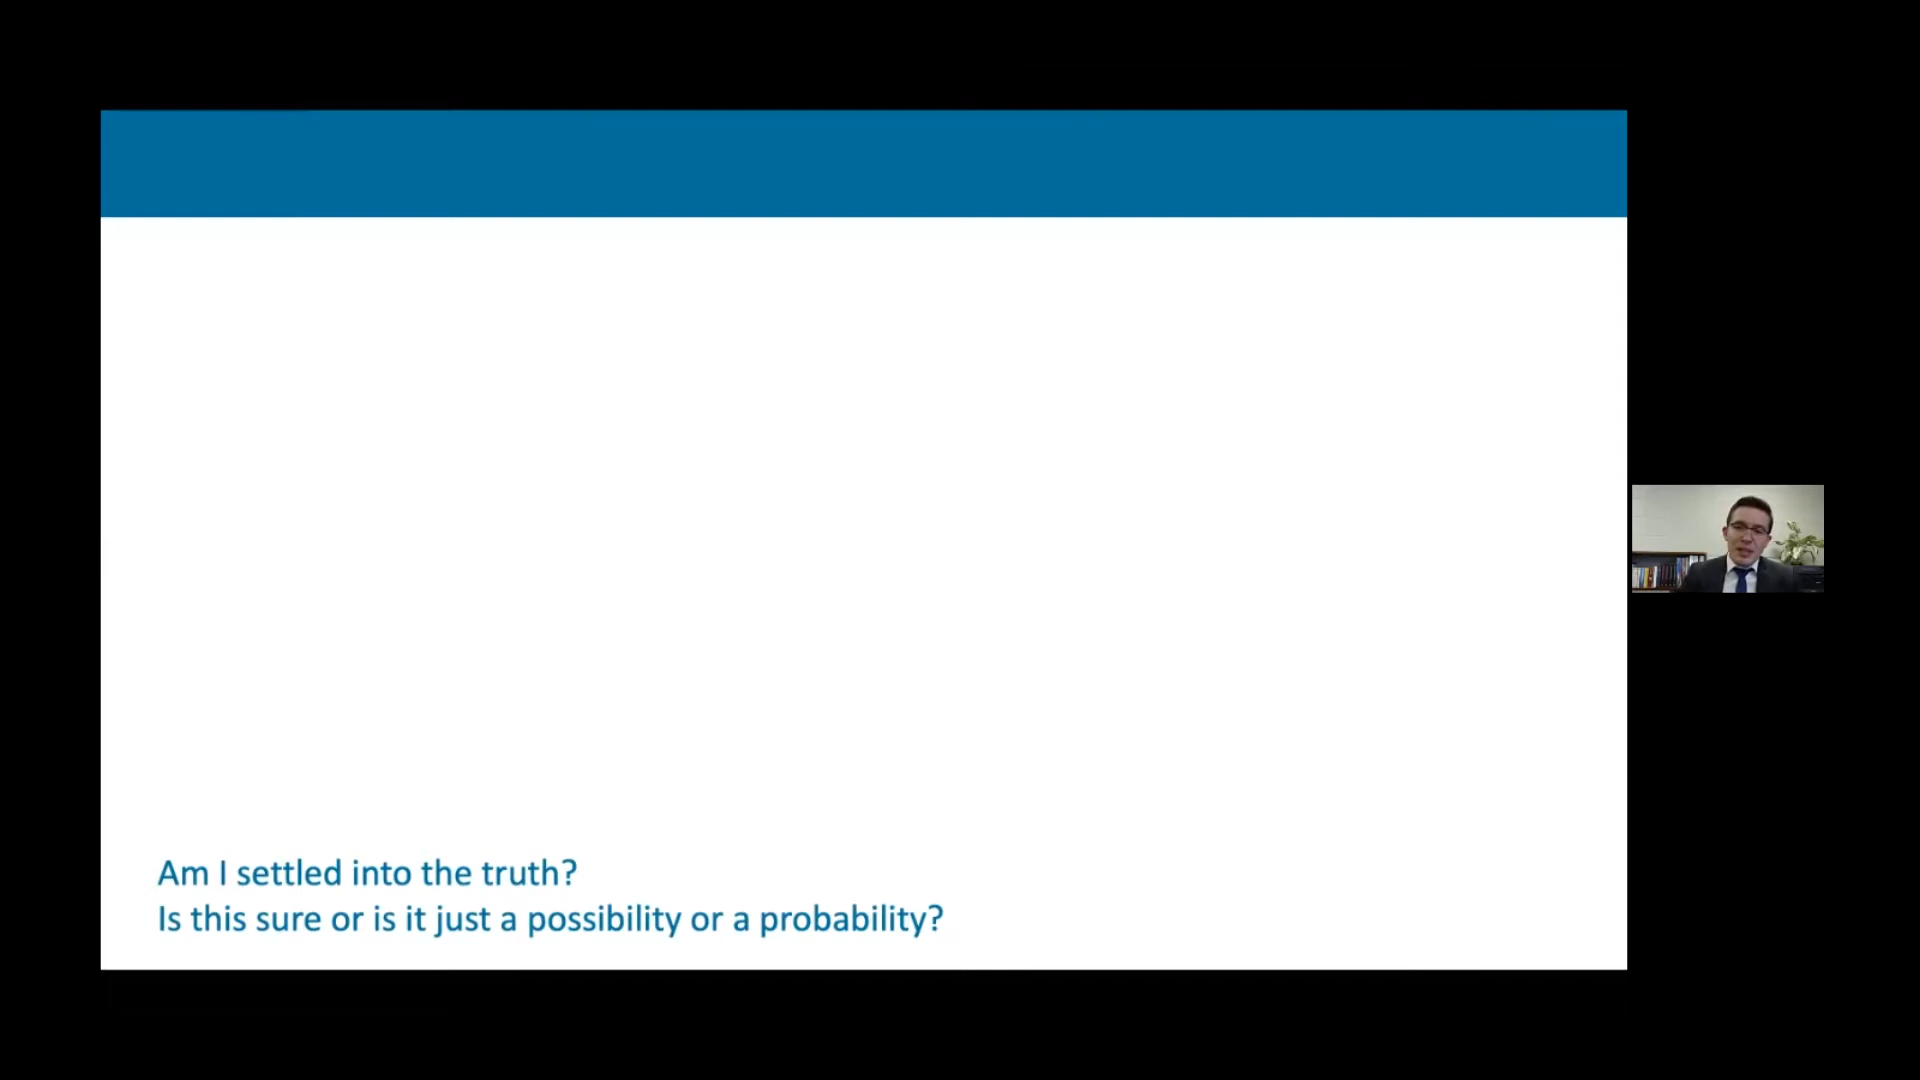 Am I settled into the truth?
Is this sure or is it just a possibility or a probability?